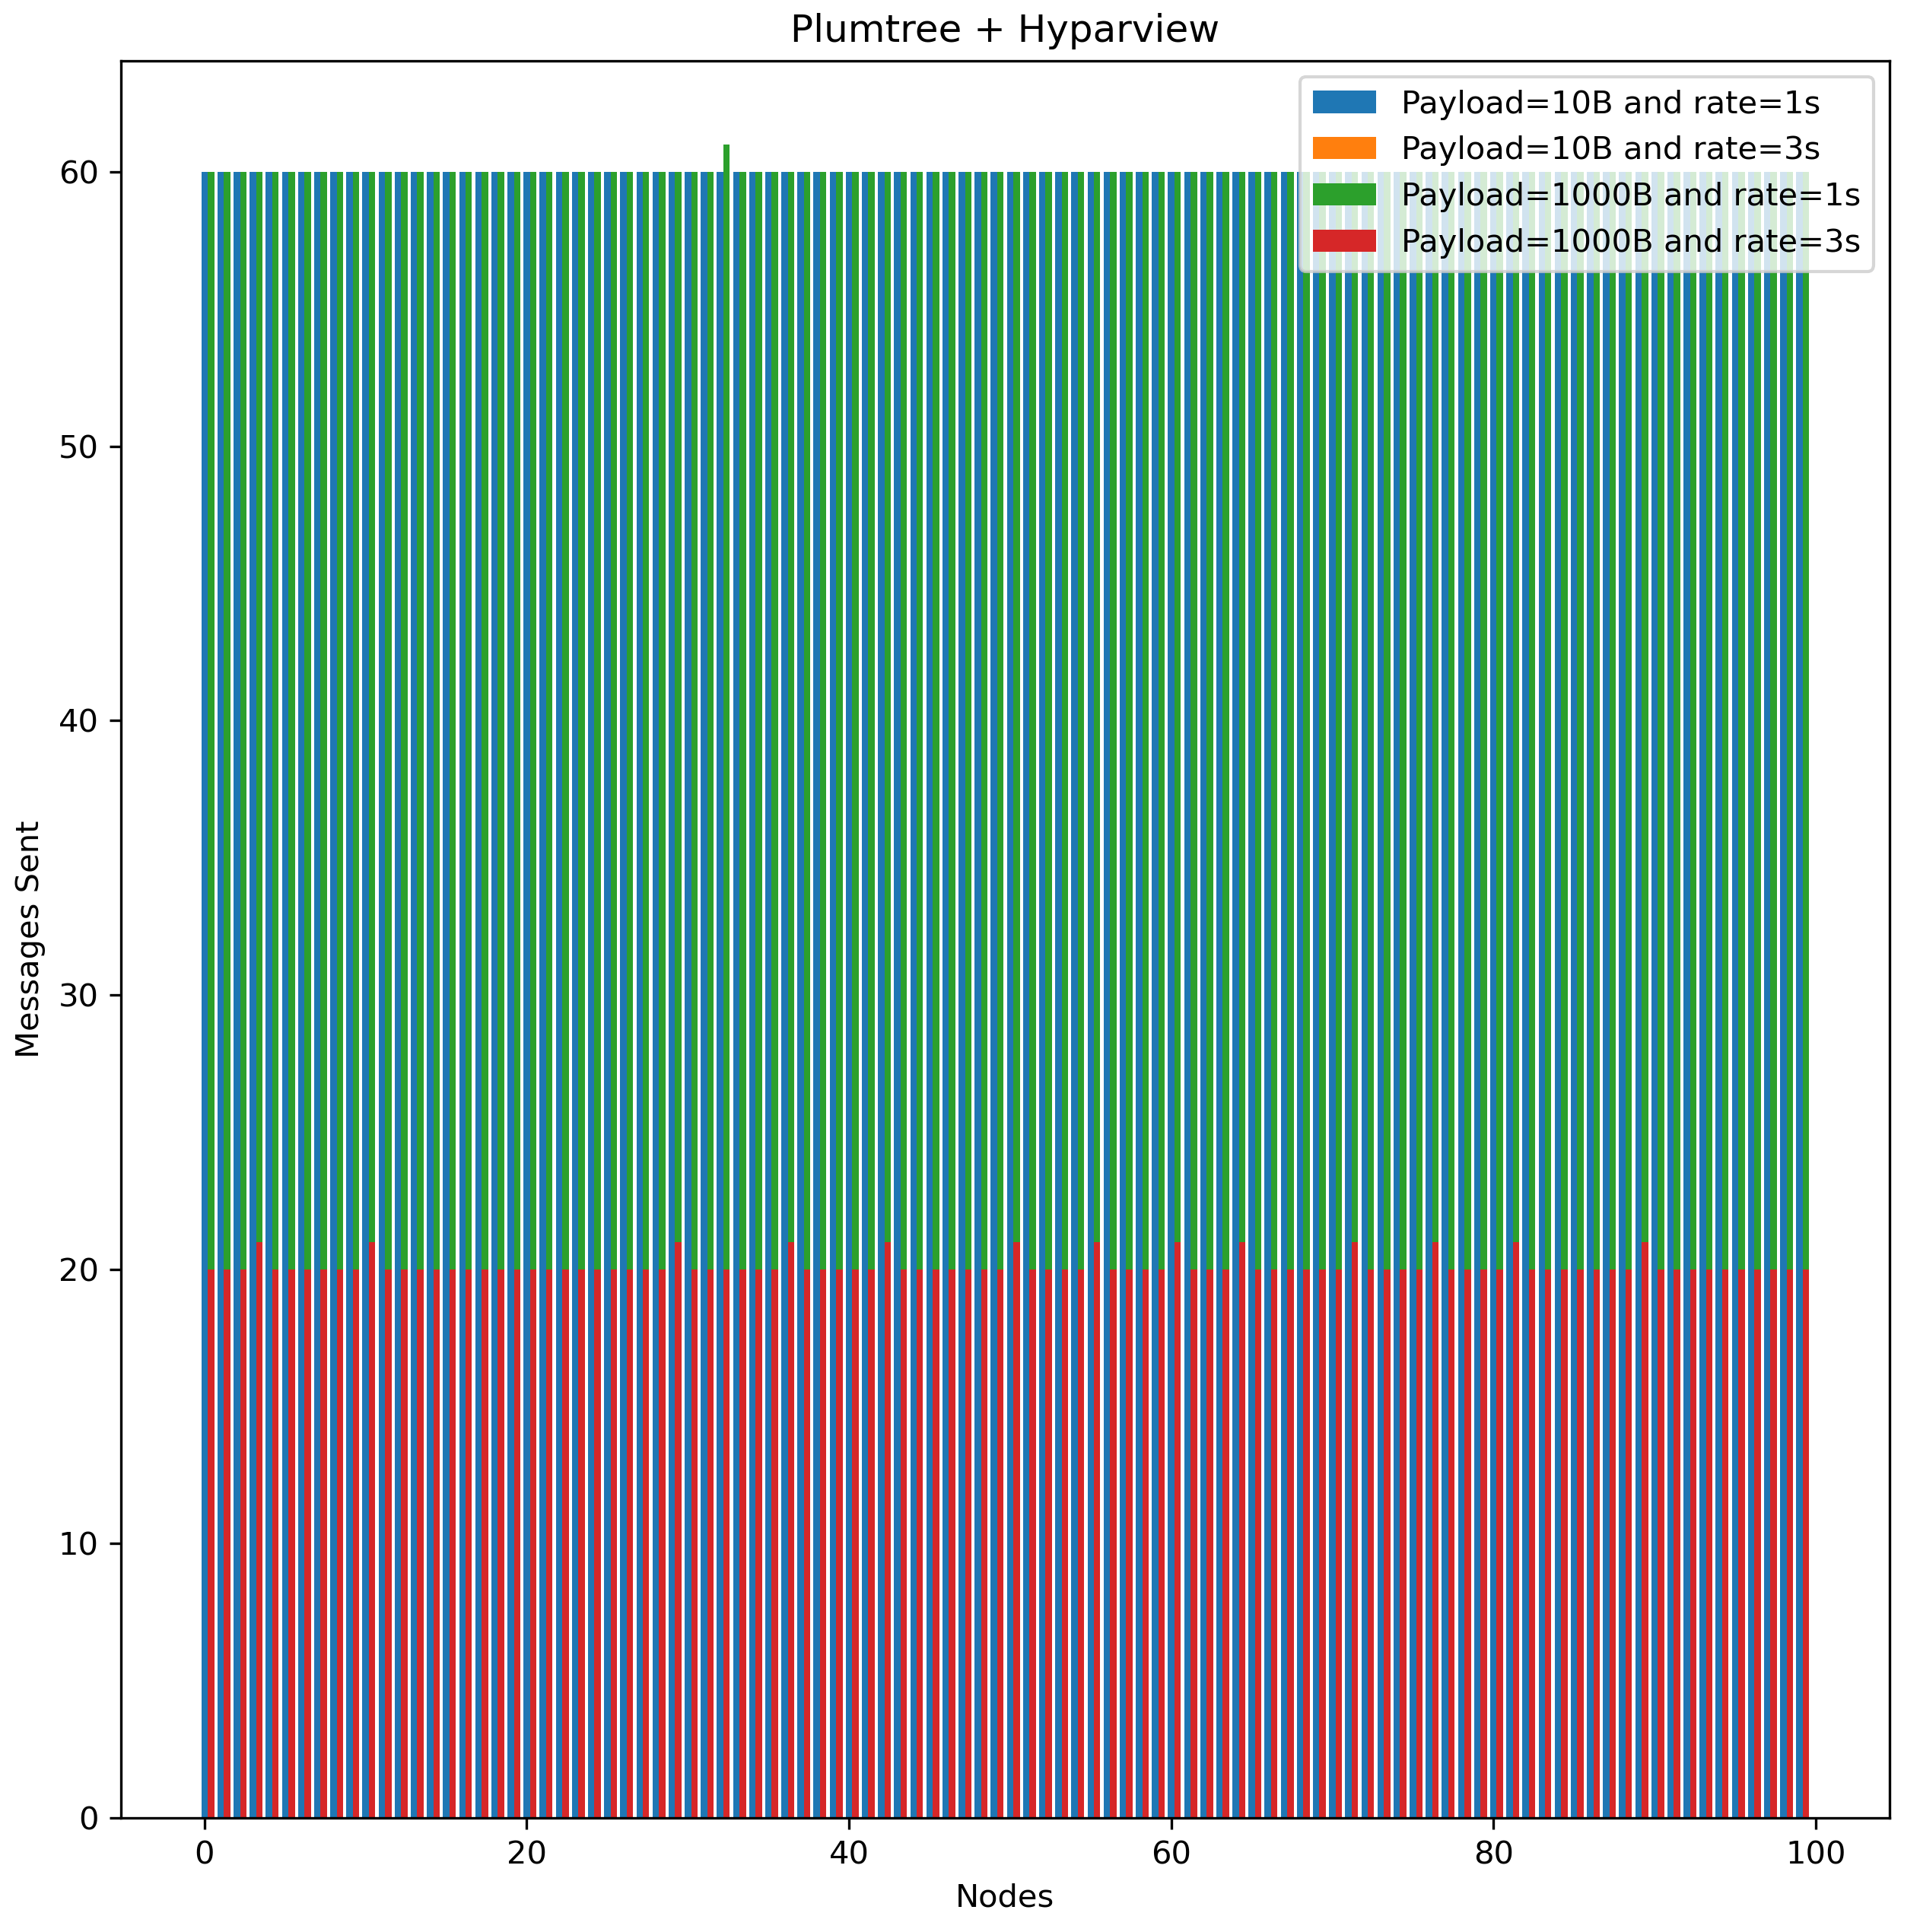 Plumtree + Hyparview
Payload=10B and rate=1s
Payload=10B and rate=3s
Payload=1000B and rate=1s
Payload=1000B and rate=3s
60
50
40
30
20
10
0
Messages Sent
0 20 40 60 80 100
Nodes